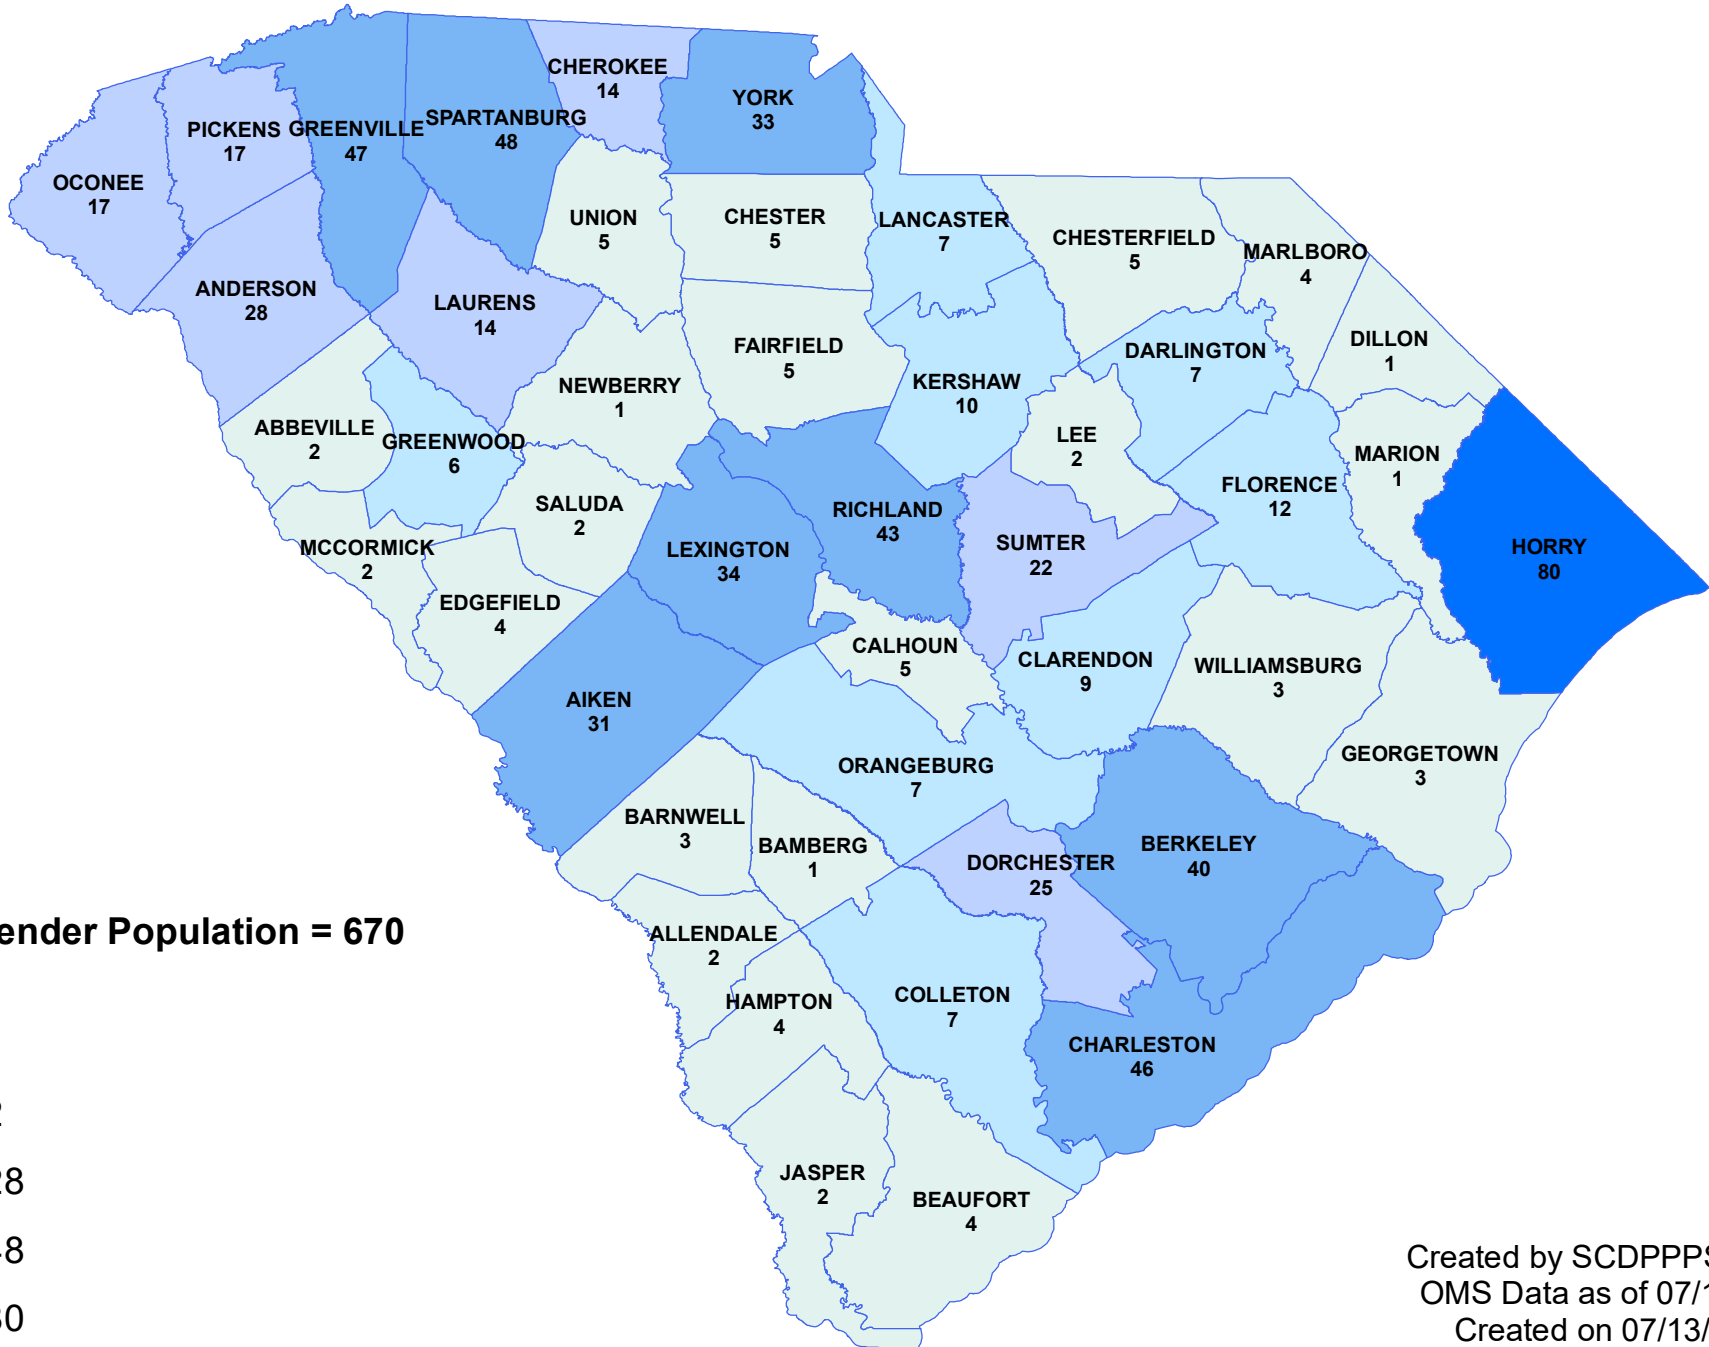 CHEROKEE
14
YORK
33
SPARTANBURG
48
PICKENS
17
GREENVILLE
47
OCONEE
17
UNION
5
CHESTER
5
LANCASTER
7
CHESTERFIELD
5
MARLBORO
4
ANDERSON
28
LAURENS
14
FAIRFIELD
5
DILLON
1
DARLINGTON
7
KERSHAW
10
NEWBERRY
1
ABBEVILLE
2
GREENWOOD
6
LEE
2
MARION
1
FLORENCE
12
SALUDA
2
RICHLAND
43
MCCORMICK
2
LEXINGTON
34
SUMTER
22
HORRY
80
EDGEFIELD
4
CALHOUN
5
CLARENDON
9
WILLIAMSBURG
3
AIKEN
31
ORANGEBURG
7
GEORGETOWN
3
BARNWELL
3
BAMBERG
1
DORCHESTER
25
BERKELEY
40
ender Population = 670
ALLENDALE
2
HAMPTON
4
COLLETON
7
CHARLESTON
46
JASPER
2
BEAUFORT
4
28
48
Created by SCDPPPS
OMS Data as of 07/1
Created on 07/13/